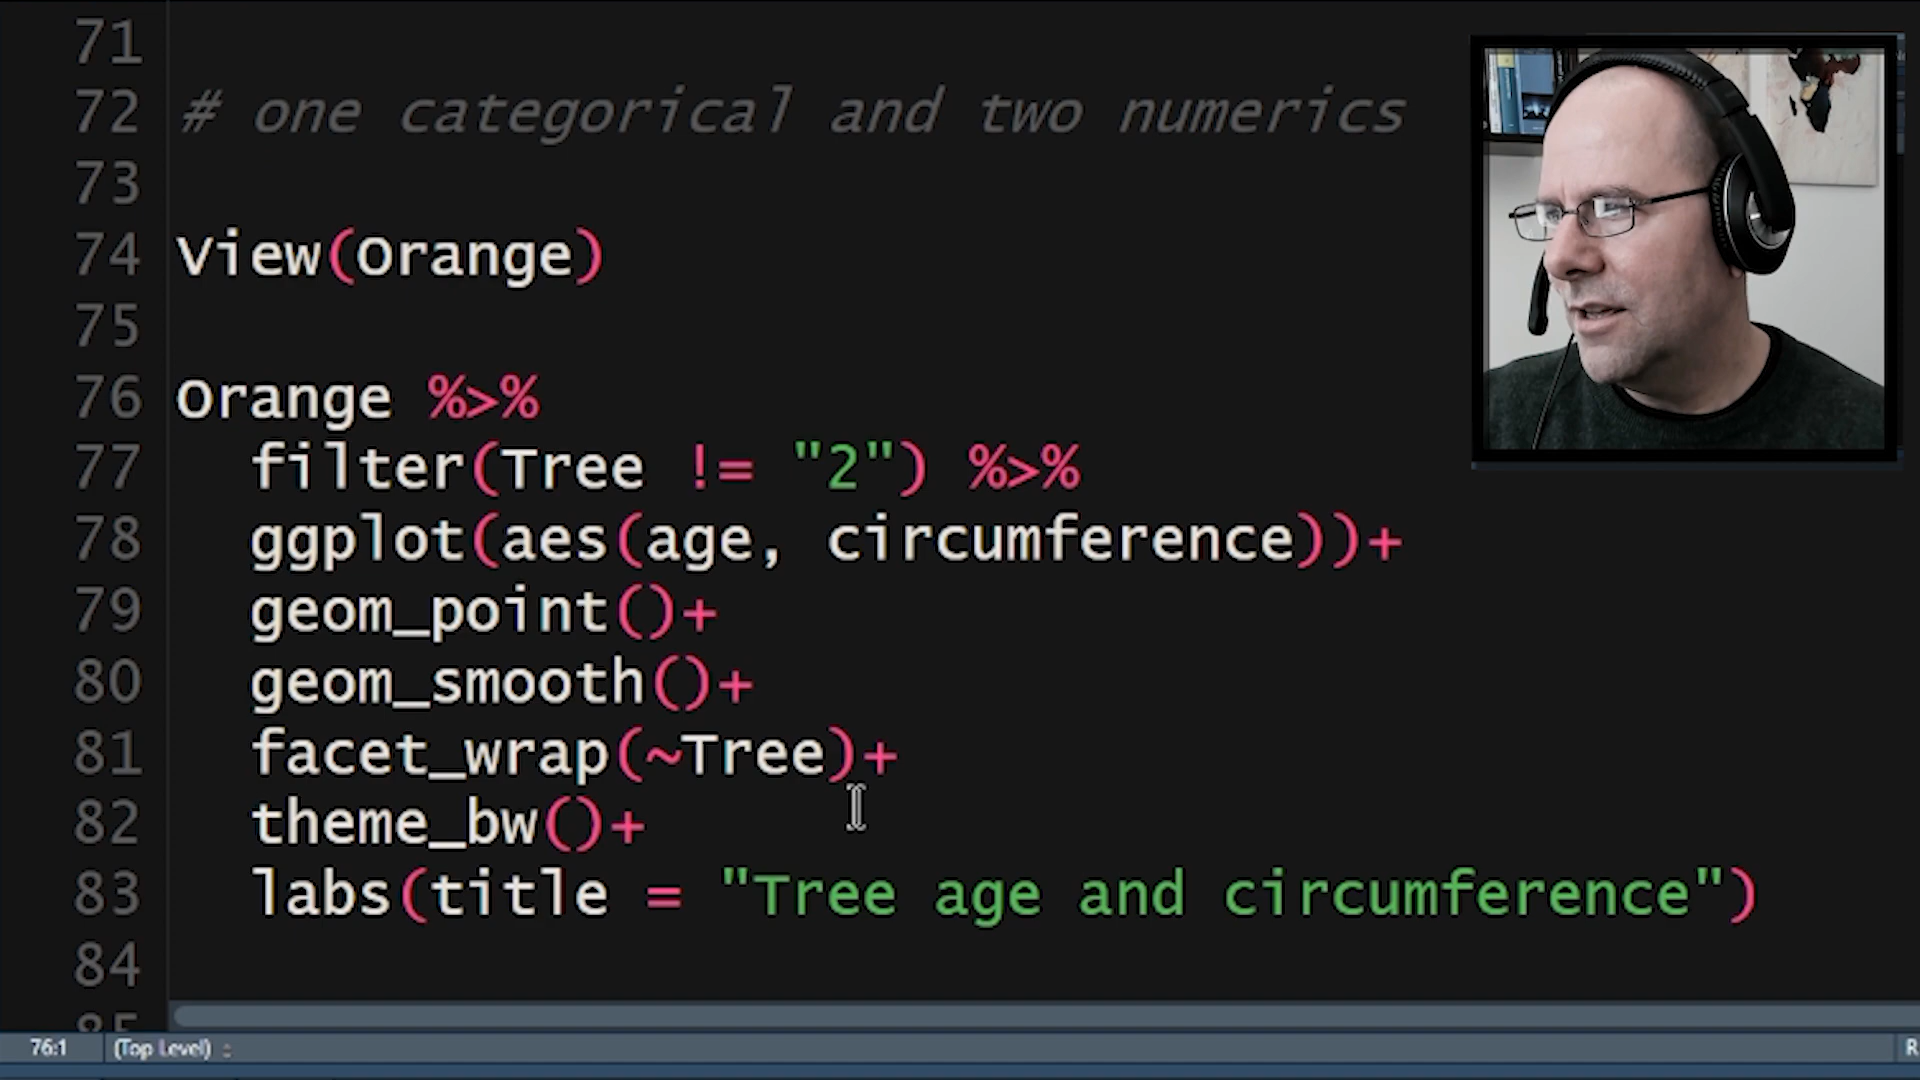 71
72 # one categorical and two numerics
73
74 View(Orange)
75
76 Orange %>%
77 filter(Tree != "2") %>%
78 ggplot(aes(age, circumference))+
79 geom_point()+
80 geom_smooth()+
81 facet_wrap(~Tree)+
82 theme_bw()+
83 labs(title = "Tree age and circumference")
84
85
76:1 (Top Level)
R